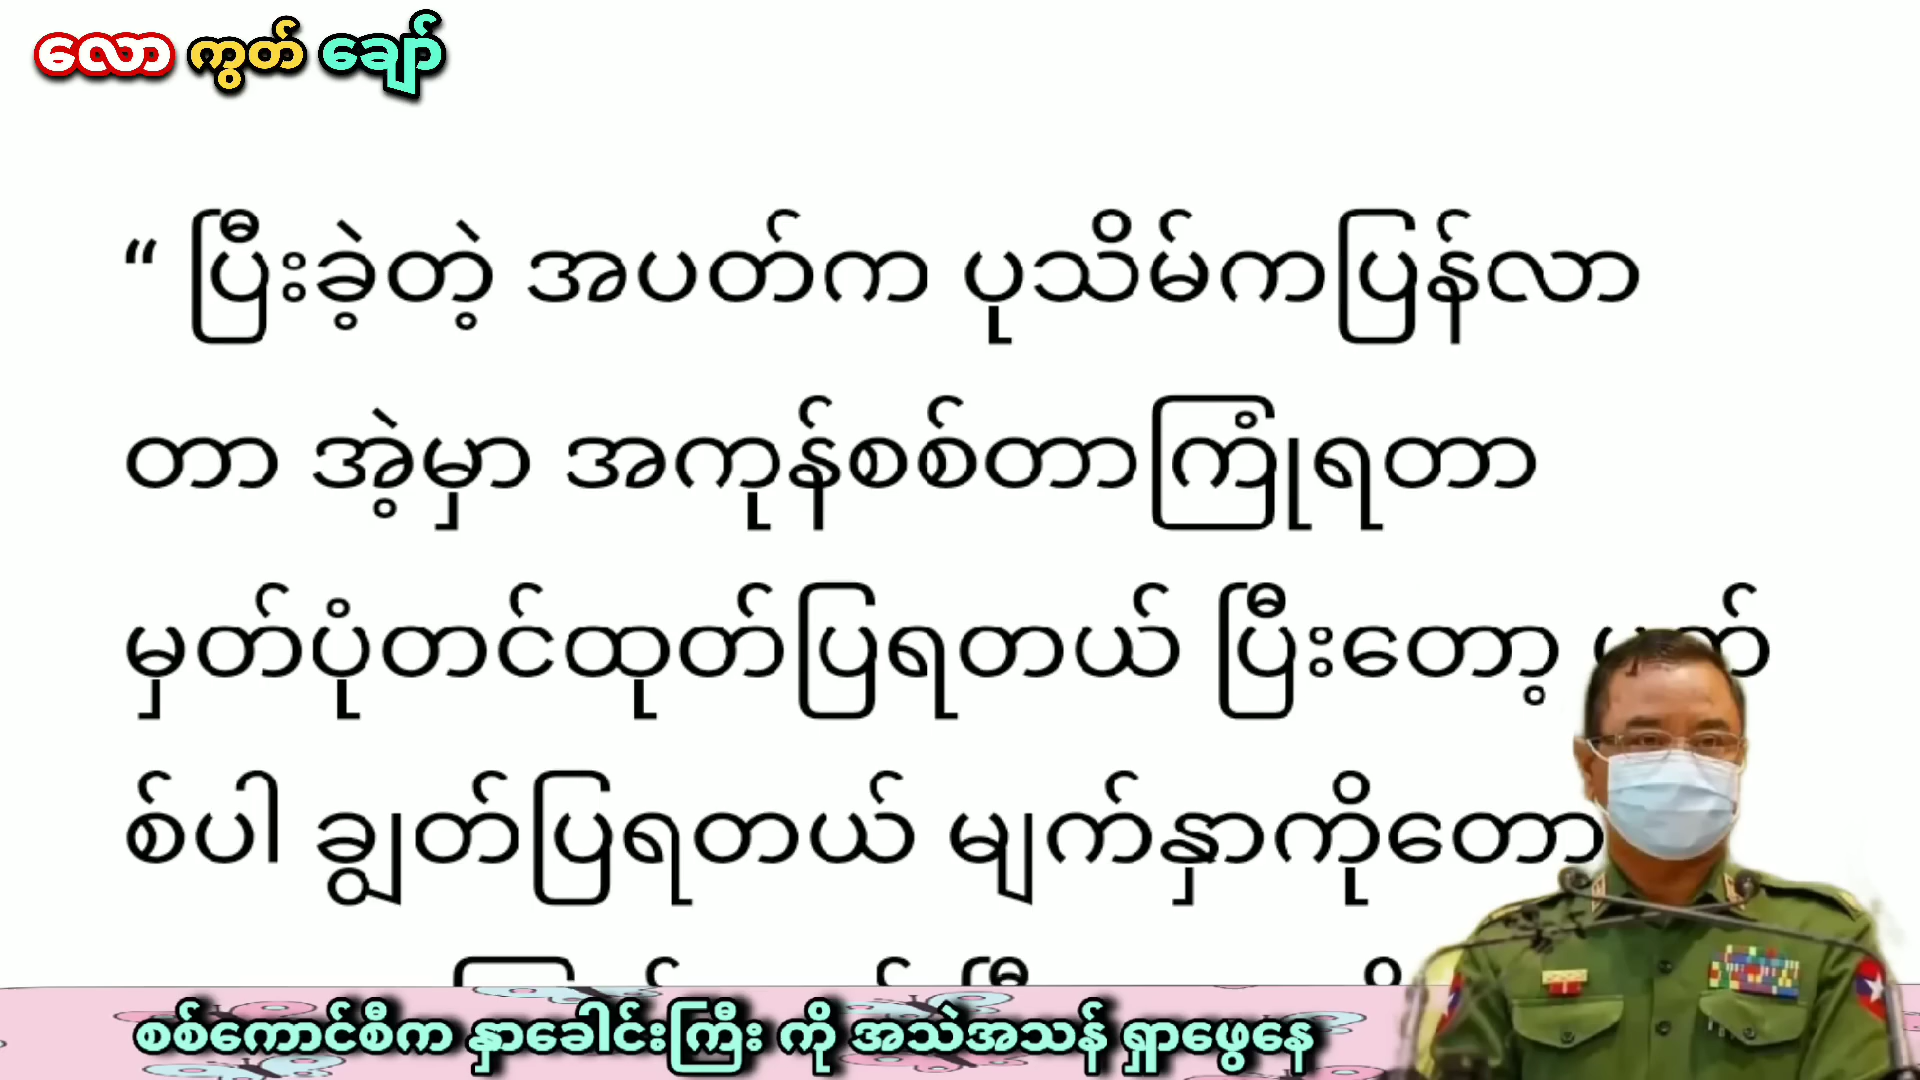 လော ကွတ် ချော်
“ ပြီးခဲ့တဲ့ အပတ်က ပုသိမ်ကပြန်လာ
တာ အဲ့မှာ အကုန်စစ်တာကြုံရတာ
မှတ်ပုံတင်ထုတ်ပြရတယ် ပြီးတော့
စ်ပါ ချွတ်ပြရတယ် မျက်နှာကိုတော
စစ်ကောင်စီက နှာခေါင်းကြီး ကို အသဲအသန် ရှာဖွေနေ